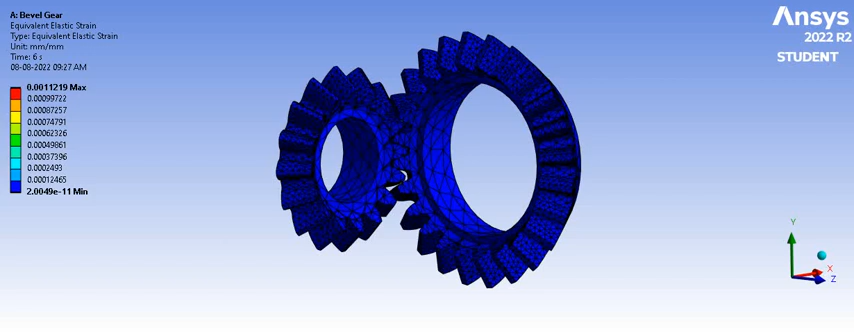 A: Bevel Gear
Equivalent Elastic Strain
Type: Equivalent Elastic Strain
Unit: mm/mm
Time: 6 s
08-08-2022 09:27 AM
0.0011219 Max
0.00099722
0.00087257
0.00074791
0.00062326
0.00049861
0.00037396
0.0002493
0.00012465
2.0049e-11 Min
Ansys
2022 R2
STUDENT
Y
X
Z